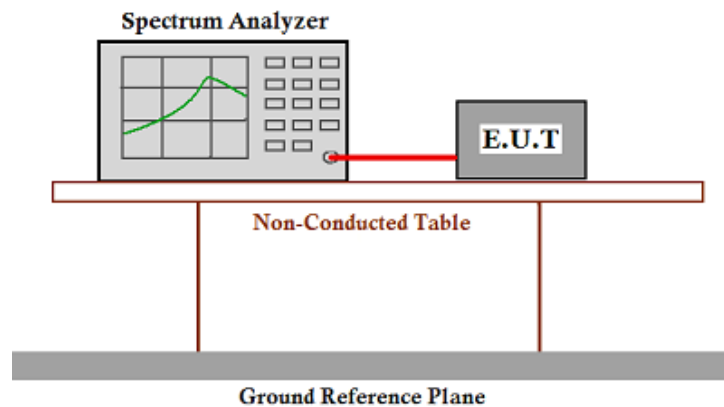 Spectrum Analyzer
E.U.T
Non-Conducted Table
Ground Reference Plane